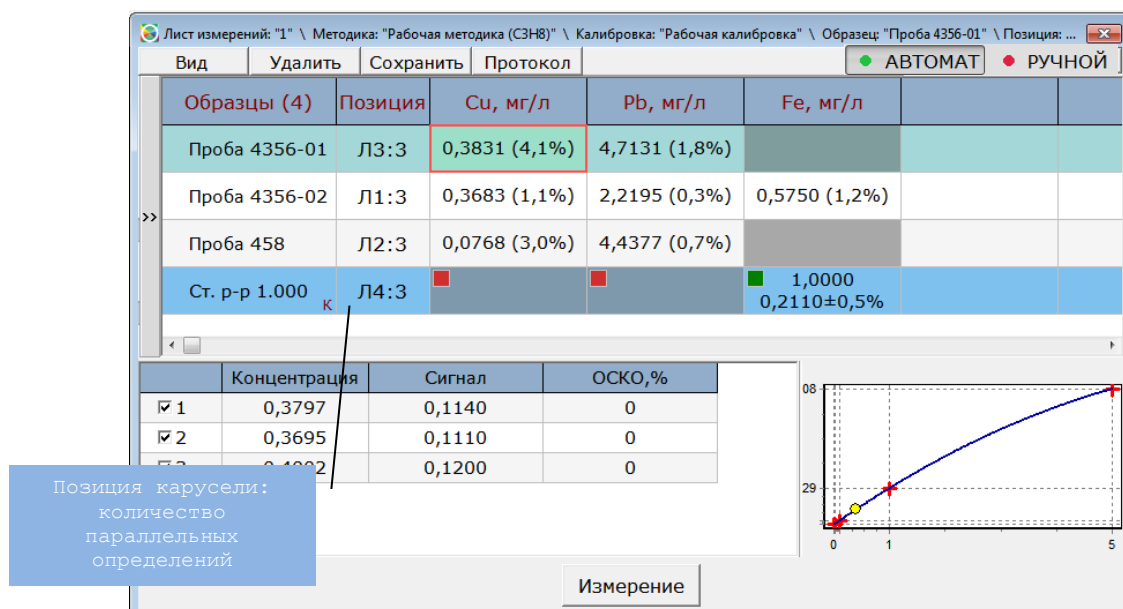 Лист измерений: "1" \ Методика: "Рабочая методика (C3H8)" \ Калибровка: "Рабочая калибровка" \ Образец: "Проба 4356-01" \ Позиция: ...
Вид Удалить Сохранить Протокол АВТОМАТ РУЧНОЙ
Образцы (4) Позиция Cu, мг/л Pb, мг/л Fe, мг/л
Проба 4356-01 Л3:3 0,3831 (4,1%) 4,7131 (1,8%)
Проба 4356-02 Л1:3 0,3683 (1,1%) 2,2195 (0,3%) 0,5750 (1,2%)
>>
Проба 458 Л2:3 0,0768 (3,0%) 4,4377 (0,7%)
Ст. р-р 1.000 К Л4:3 1,0000
0,2110±0,5%
Концентрация Сигнал ОСКО,%
1 0,3797 0,1140 0
2 0,3695 0,1110 0
0,1200 0
Позиция карусели:
количество
параллельных
определений
08
29
0 1 5
Измерение